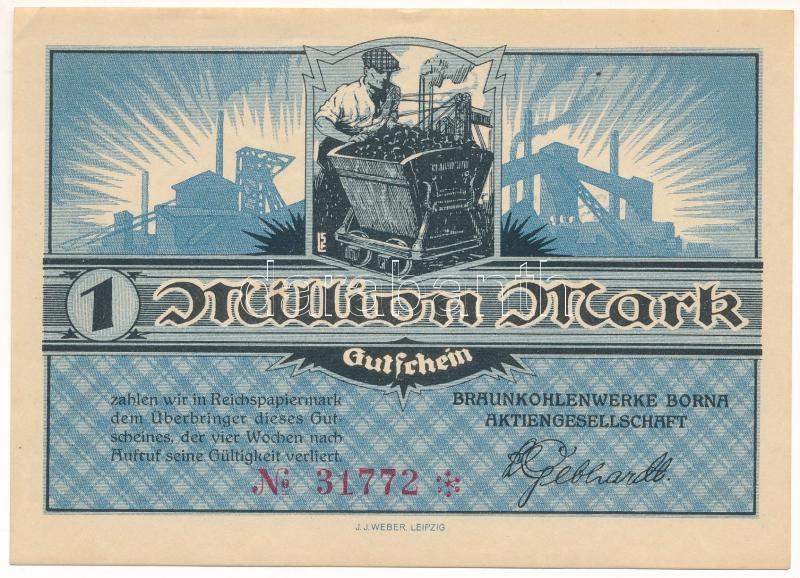 1 Million Mark
darabanth
Gutschein
zahlen wir in Reichspapiermark
dem Überbringer dieses Gut-
scheines, der vier Wochen nach
Aufruf seine Gültigkeit verliert.
BRAUNKOHLENWERKE BORNA
AKTIENGESELLSCHAFT
Gebhardt.
№ 31772 *
J. J. WEBER, LEIPZIG